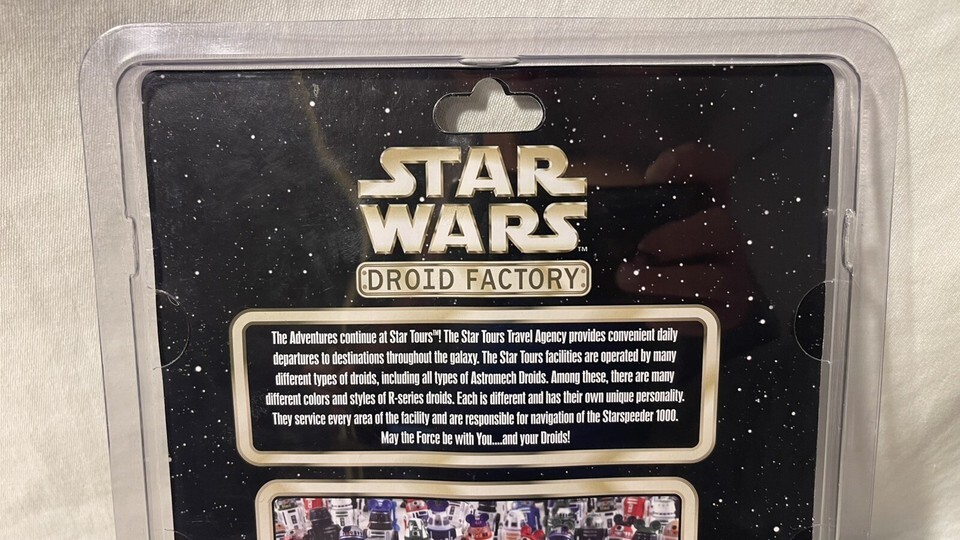 STAR
WARS™
DROID FACTORY
The Adventures continue at Star Tours™! The Star Tours Travel Agency provides convenient daily
departures to destinations throughout the galaxy. The Star Tours facilities are operated by many
different types of droids, including all types of Astromech Droids. Among these, there are many
different colors and styles of R-series droids. Each is different and has their own unique personality.
They service every area of the facility and are responsible for navigation of the Starspeeder 1000.
May the Force be with You....and your Droids!